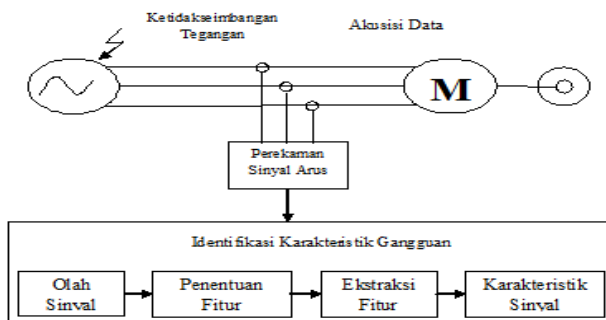 Ketidakseimbangan
Tegangan
Akusisi Data
M
Perekaman
Sinyal Arus
Identifikasi Karakteristik Gangguan
Olah
Sinyal
Penentuan
Fitur
Ekstraksi
Fitur
Karakteristik
Sinyal